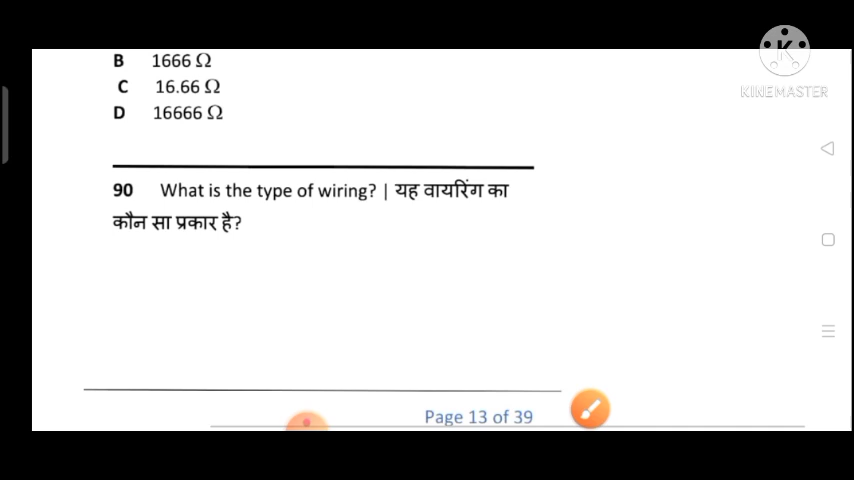 B 1666 Ω
C 16.66 Ω
D 16666 Ω
KINEMASTER
90 What is the type of wiring? | यह वायरिंग का
कौन सा प्रकार है?
Page 13 of 39